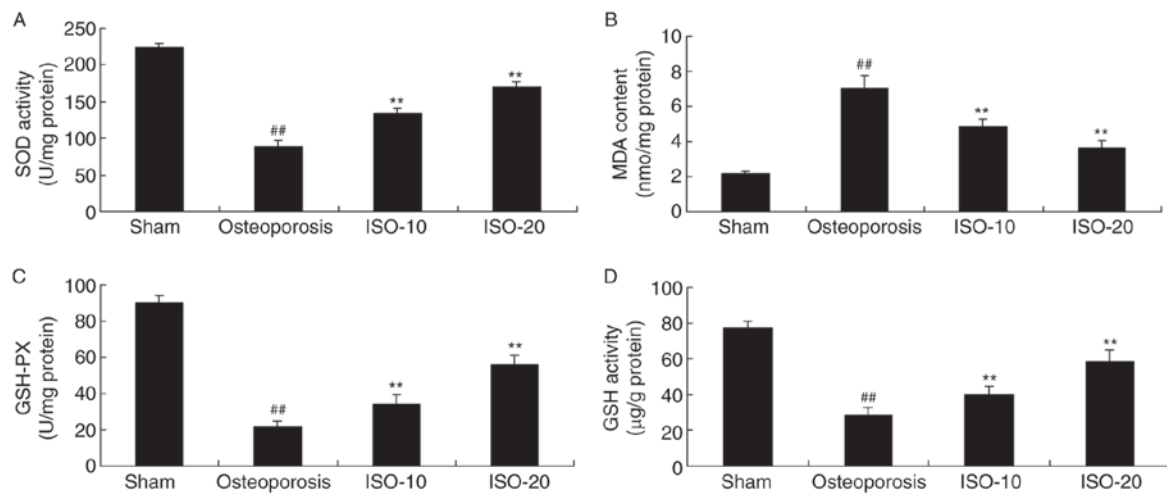 A
SOD activity
(U/mg protein)
250
200
150
100
50
0
##
**
**
Sham
Osteoporosis
ISO-10
ISO-20
B
MDA content
(nmo/mg protein)
10
8
6
4
2
0
##
**
**
Sham
Osteoporosis
ISO-10
ISO-20
C
GSH-PX
(U/mg protein)
100
80
60
40
20
0
##
**
**
Sham
Osteoporosis
ISO-10
ISO-20
D
GSH activity
(µg/g protein)
100
80
60
40
30
0
##
**
**
Sham
Osteoporosis
ISO-10
ISO-20